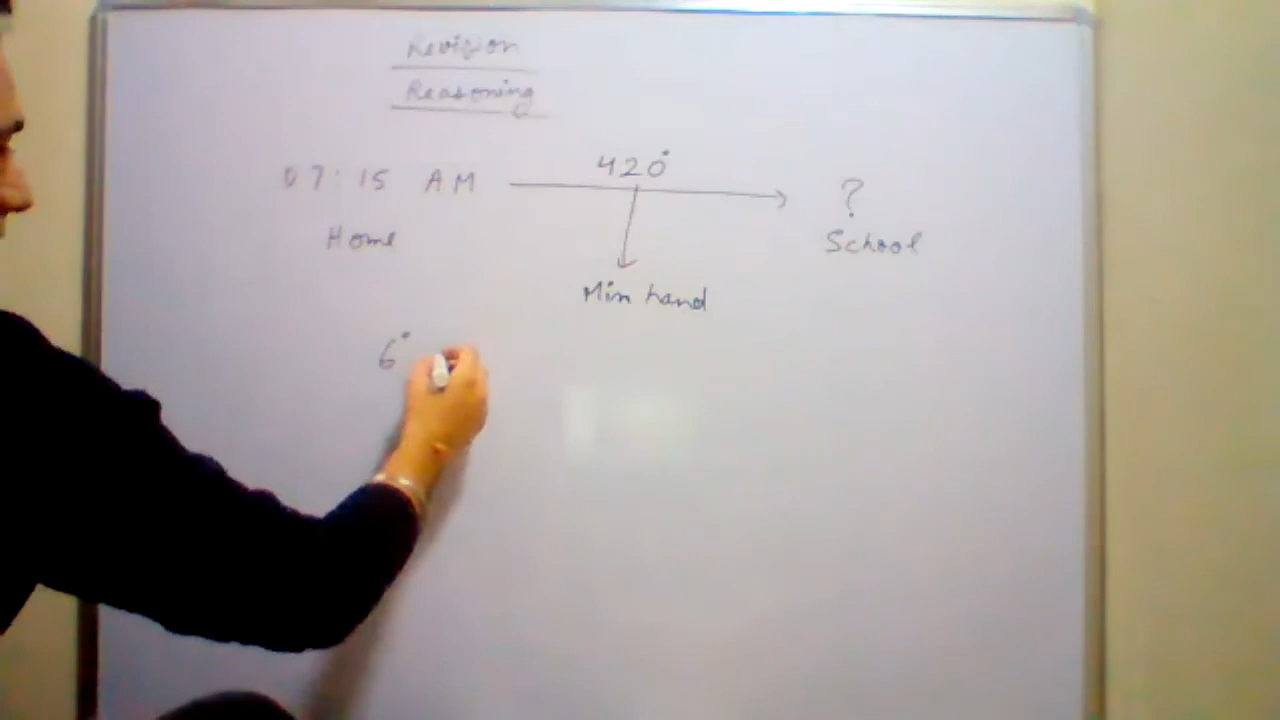 Revision
Reasoning
07:15 AM 420° ?
Home School
Min hand
6°